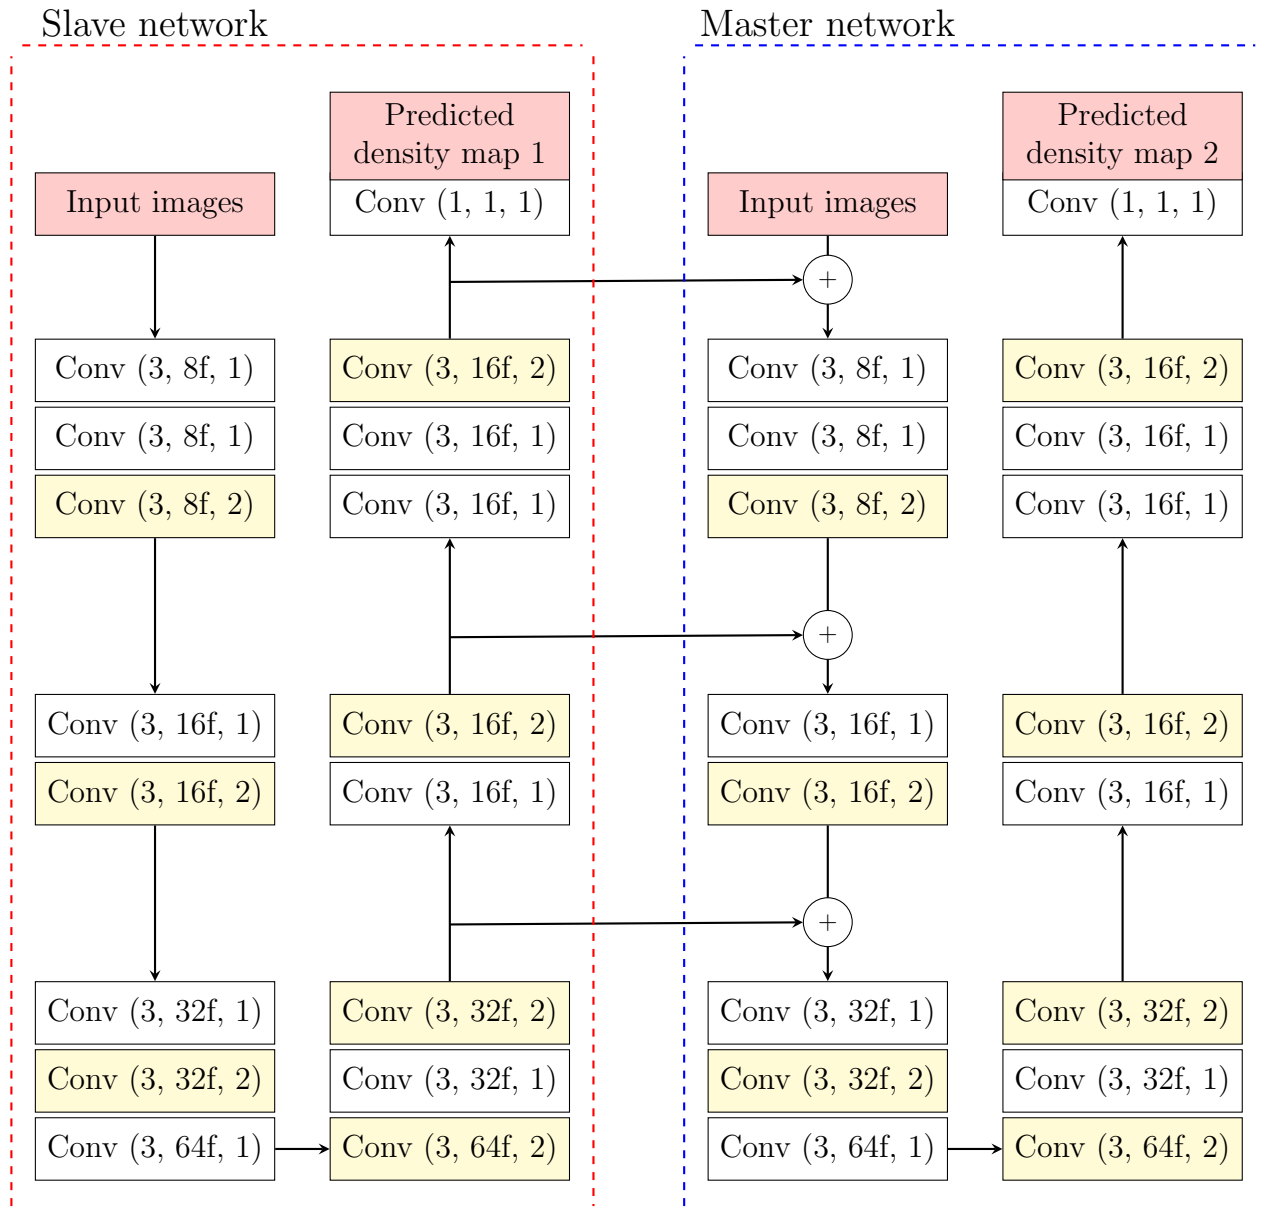 Slave network
Input images
Conv (3, 8f, 1)
Conv (3, 8f, 1)
Conv (3, 8f, 2)
Conv (3, 16f, 1)
Conv (3, 16f, 2)
Conv (3, 32f, 1)
Conv (3, 32f, 2)
Conv (3, 64f, 1)
Predicted
density map 1
Conv (1, 1, 1)
Conv (3, 16f, 2)
Conv (3, 16f, 1)
Conv (3, 16f, 1)
Conv (3, 16f, 2)
Conv (3, 16f, 1)
Conv (3, 32f, 2)
Conv (3, 32f, 1)
Conv (3, 64f, 2)
Master network
Input images
+
Conv (3, 8f, 1)
Conv (3, 8f, 1)
Conv (3, 8f, 2)
+
Conv (3, 16f, 1)
Conv (3, 16f, 2)
+
Conv (3, 32f, 1)
Conv (3, 32f, 2)
Conv (3, 64f, 1)
Predicted
density map 2
Conv (1, 1, 1)
Conv (3, 16f, 2)
Conv (3, 16f, 1)
Conv (3, 16f, 1)
Conv (3, 16f, 2)
Conv (3, 16f, 1)
Conv (3, 32f, 2)
Conv (3, 32f, 1)
Conv (3, 64f, 2)